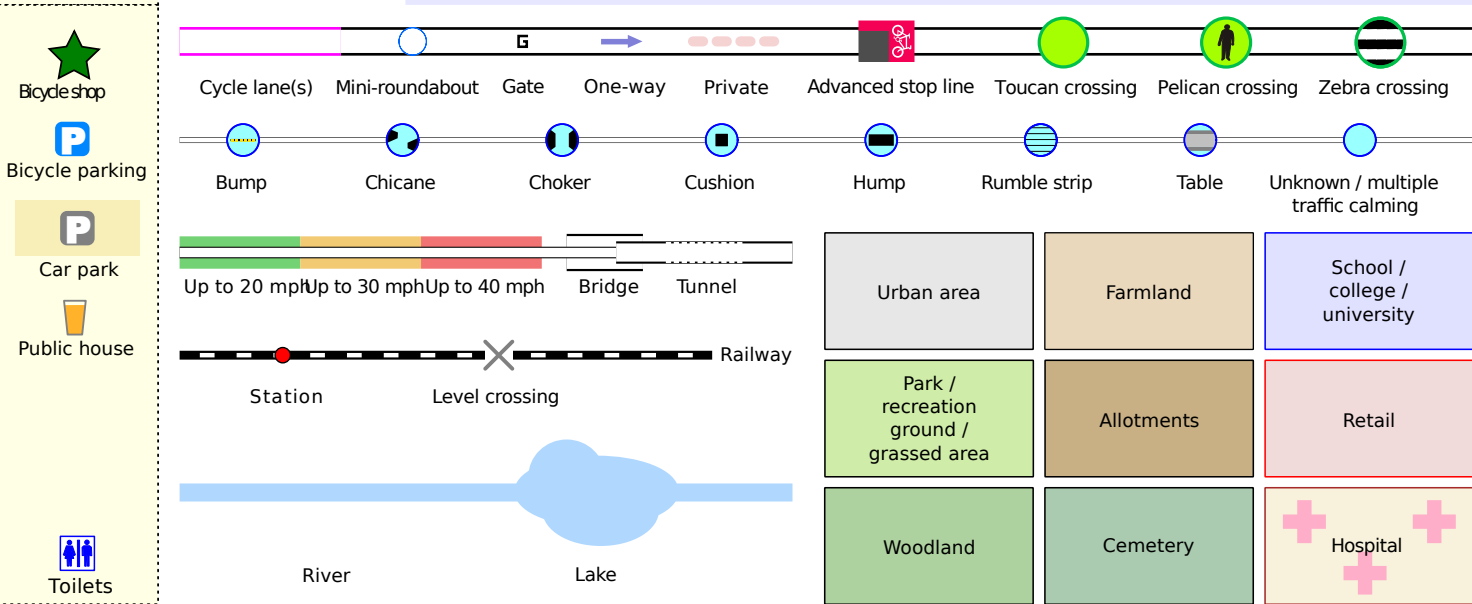 Bicycle shop
P
Bicycle parking
P
Car park
Public house
Toilets
G
Cycle lane(s)
Mini-roundabout
Gate
One-way
Private
Advanced stop line
Toucan crossing
Pelican crossing
Zebra crossing
Bump
Chicane
Choker
Cushion
Hump
Rumble strip
Table
Unknown / multiple
traffic calming
Up to 20 mph
Up to 30 mph
Up to 40 mph
Bridge
Tunnel
Railway
Station
Level crossing
River
Lake
Urban area
Farmland
School /
college /
university
Park /
recreation
ground /
grassed area
Allotments
Retail
Woodland
Cemetery
Hospital